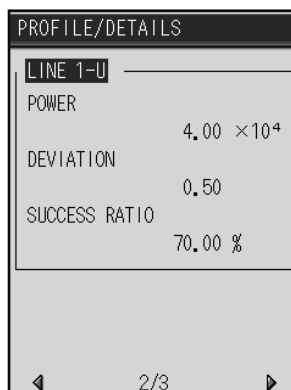 PROFILE/DETAILS
LINE 1-U
POWER
4.00 ×10⁴
DEVIATION
0.50
SUCCESS RATIO
70.00 %
2/3